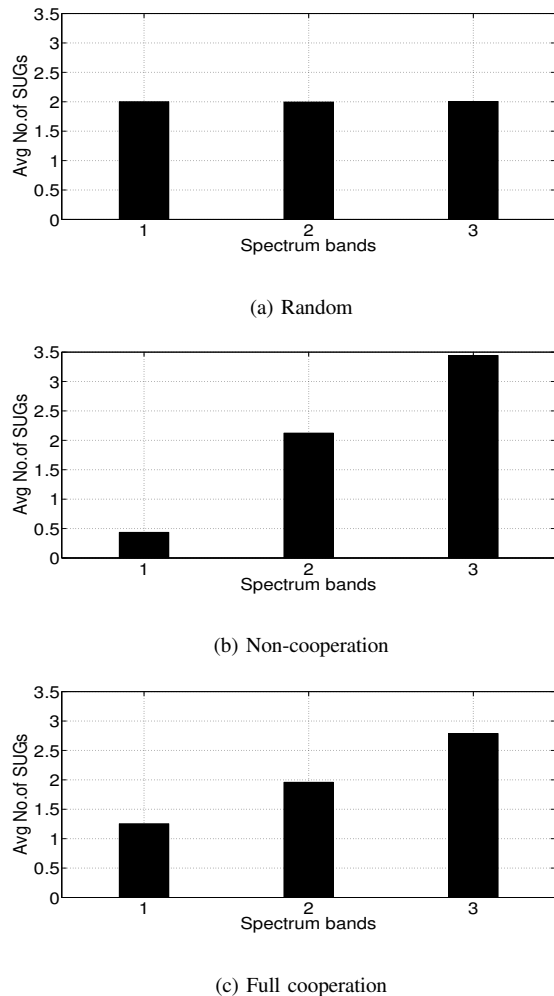 3.5
3
2.5
2
1.5
1
0.5
0
Avg No.of SUGs
1 2 3
Spectrum bands
(a) Random
3.5
3
2.5
2
1.5
1
0.5
0
Avg No.of SUGs
1 2 3
Spectrum bands
(b) Non-cooperation
3.5
3
2.5
2
1.5
1
0.5
0
Avg No.of SUGs
1 2 3
Spectrum bands
(c) Full cooperation